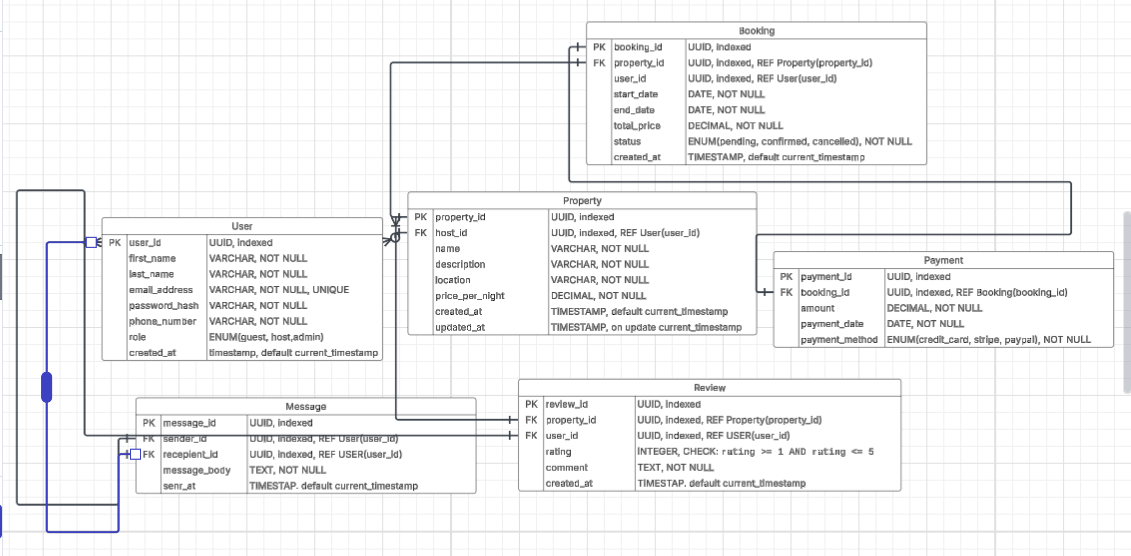 Booking
PK booking_id UUID, indexed
FK property_id UUID, indexed, REF Property(property_id)
user_id UUID, indexed, REF User(user_id)
start_date DATE, NOT NULL
end_date DATE, NOT NULL
total_price DECIMAL, NOT NULL
status ENUM(pending, confirmed, cancelled), NOT NULL
created_at TIMESTAMP, default current_timestamp
Property
PK property_id UUID, indexed
FK host_id UUID, indexed, REF User(user_id)
name VARCHAR, NOT NULL
description VARCHAR, NOT NULL
location VARCHAR, NOT NULL
price_per_night DECIMAL, NOT NULL
created_at TIMESTAMP, default current_timestamp
updated_at TIMESTAMP, on update current_timestamp
User
PK user_id UUID, indexed
first_name VARCHAR, NOT NULL
last_name VARCHAR, NOT NULL
email_address VARCHAR, NOT NULL, UNIQUE
password_hash VARCHAR, NOT NULL
phone_number VARCHAR, NOT NULL
role ENUM(guest, host,admin)
created_at timestamp, default current_timestamp
Payment
PK payment_id UUID, indexed
FK booking_id UUID, indexed, REF Booking(booking_id)
amount DECIMAL, NOT NULL
payment_date DATE, NOT NULL
payment_method ENUM(credit_card, stripe, paypal), NOT NULL
Message
PK message_id UUID, indexed
FK sender_id UUID, indexed, REF User(user_id)
FK recepient_id UUID, indexed, REF USER(user_id)
message_body TEXT, NOT NULL
senr_at TIMESTAP. default current_timestamp
Review
PK review_id UUID, indexed
FK property_id UUID, indexed, REF Property(property_id)
FK user_id UUID, indexed, REF USER(user_id)
rating INTEGER, CHECK: rating >= 1 AND rating <= 5
comment TEXT, NOT NULL
created_at TIMESTAP. default current_timestamp